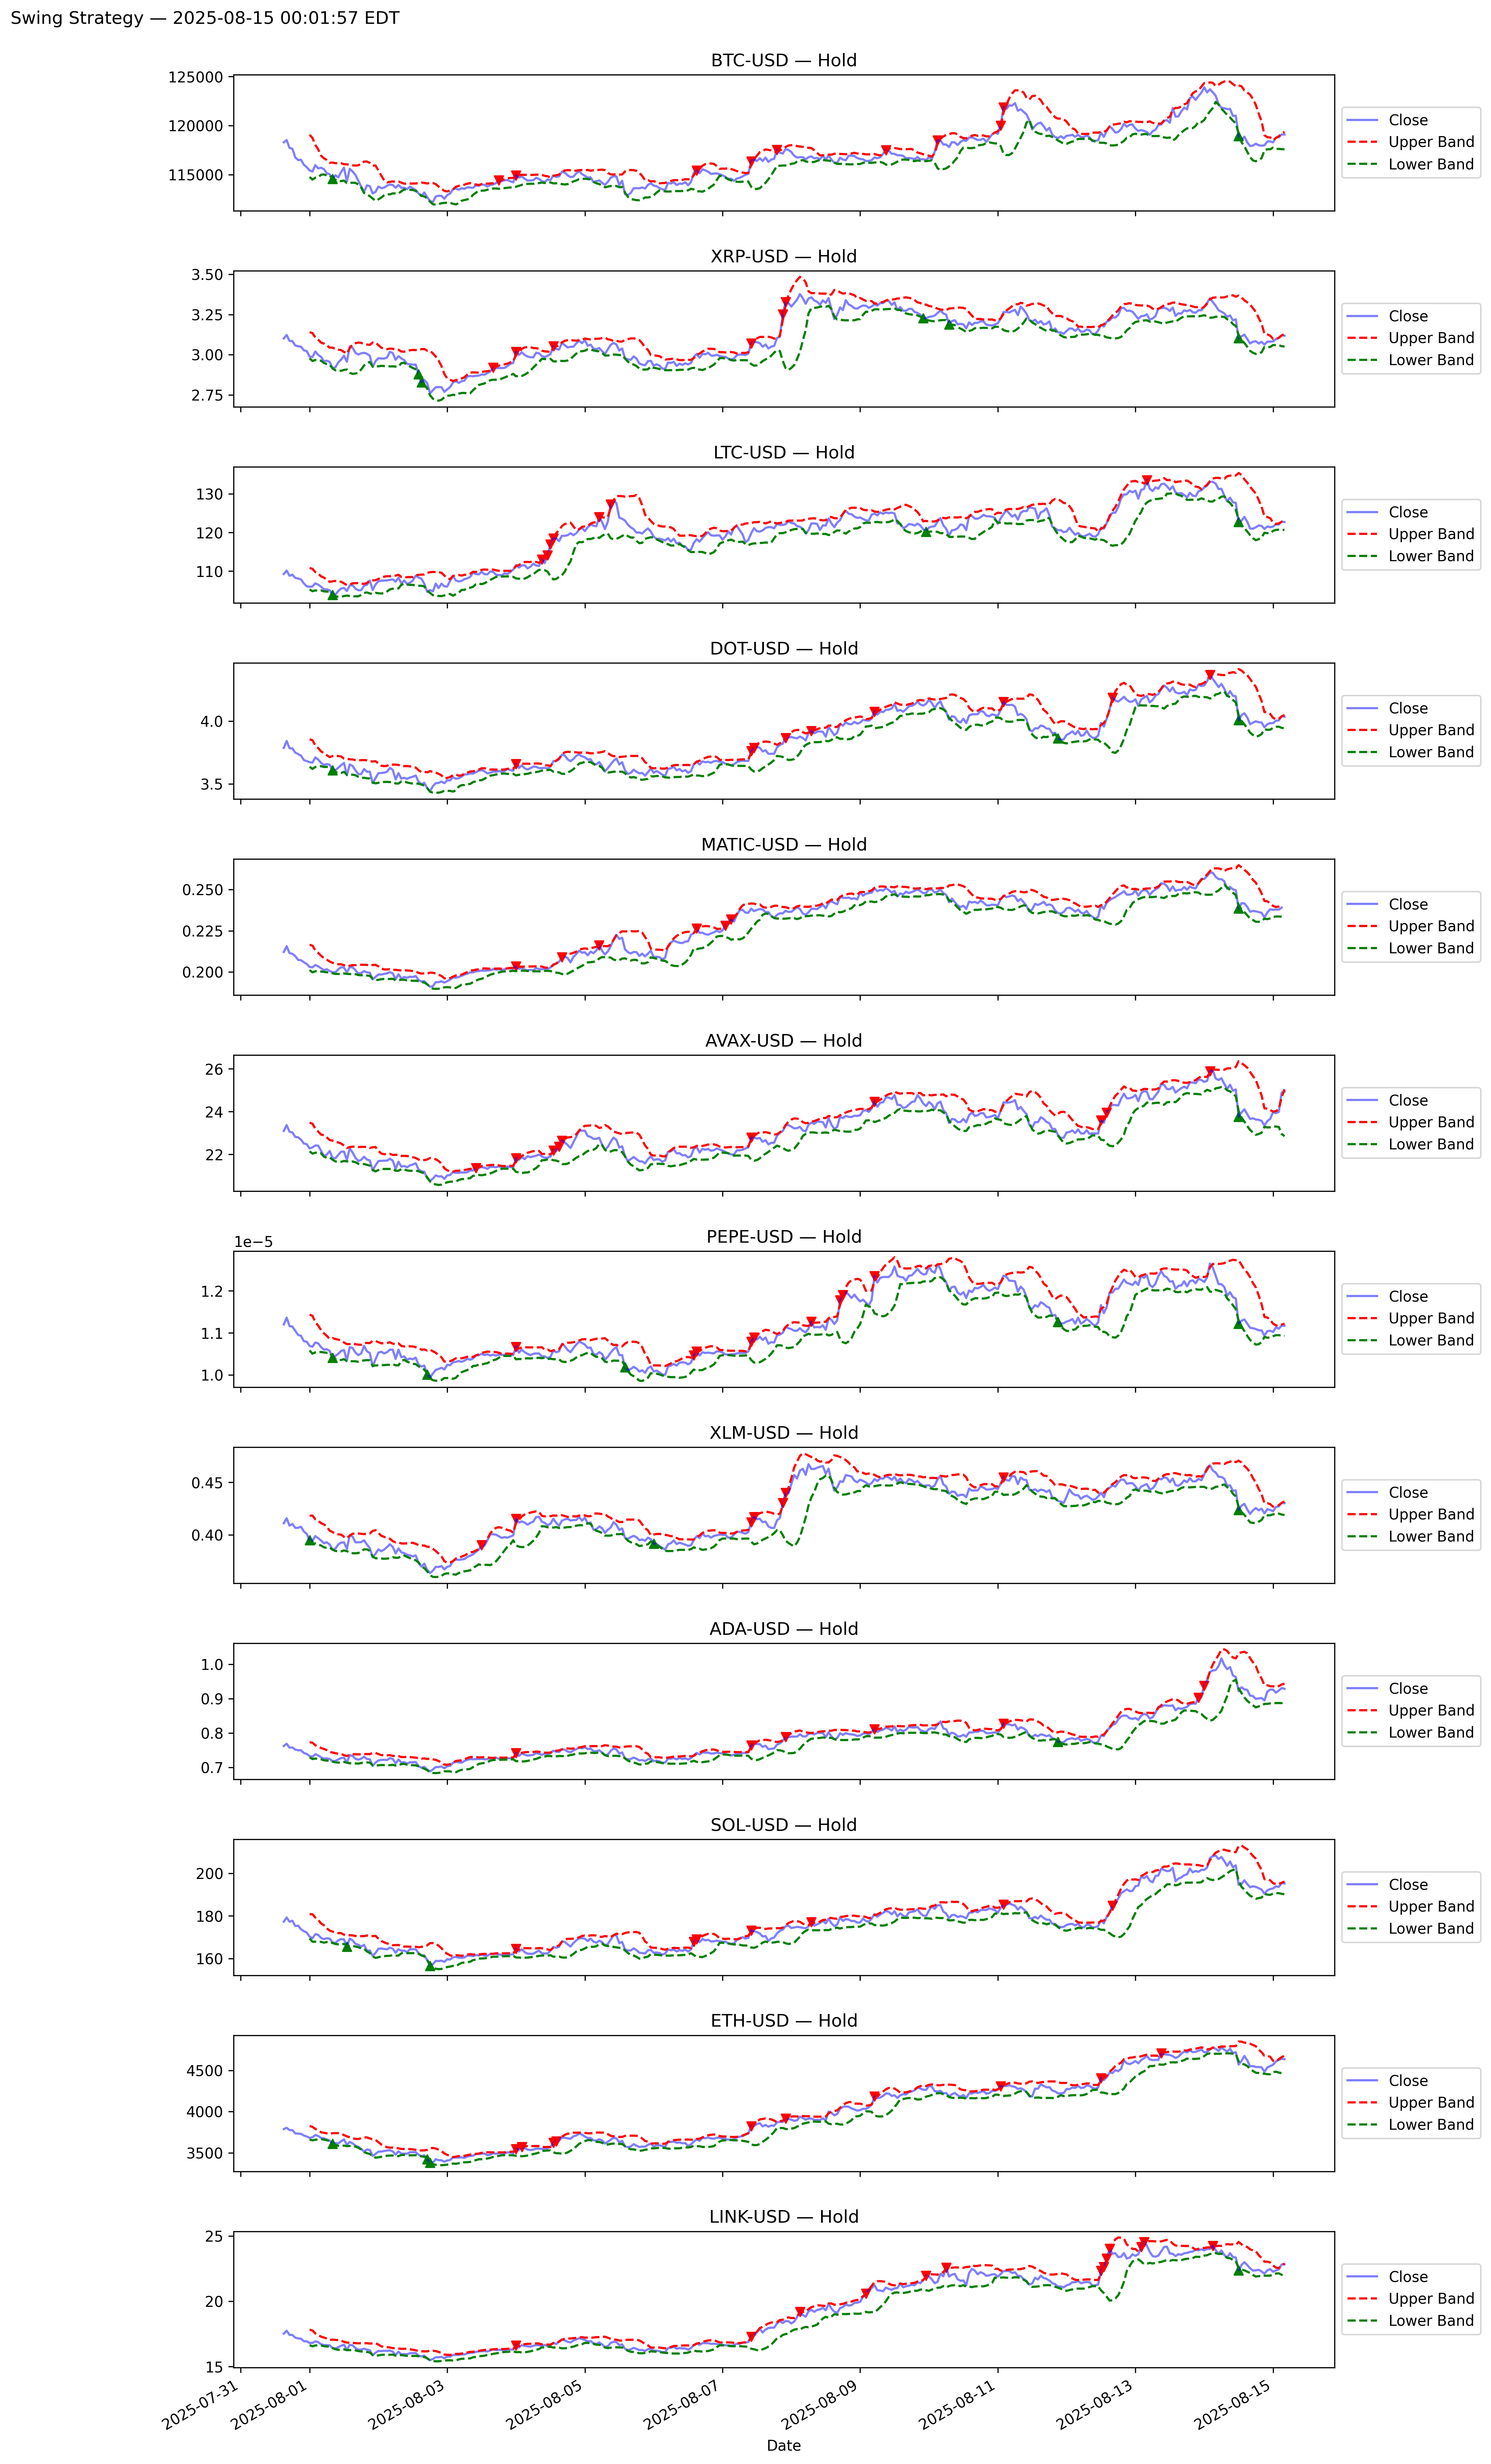 Swing Strategy — 2025-08-15 00:01:57 EDT
BTC-USD — Hold
125000
120000
115000
Close
Upper Band
Lower Band
XRP-USD — Hold
3.50
3.25
3.00
2.75
Close
Upper Band
Lower Band
LTC-USD — Hold
130
120
110
Close
Upper Band
Lower Band
DOT-USD — Hold
4.0
3.5
Close
Upper Band
Lower Band
MATIC-USD — Hold
0.250
0.225
0.200
Close
Upper Band
Lower Band
AVAX-USD — Hold
26
24
22
Close
Upper Band
Lower Band
PEPE-USD — Hold
1e−5
1.2
1.1
1.0
Close
Upper Band
Lower Band
XLM-USD — Hold
0.45
0.40
Close
Upper Band
Lower Band
ADA-USD — Hold
1.0
0.9
0.8
0.7
Close
Upper Band
Lower Band
SOL-USD — Hold
200
180
160
Close
Upper Band
Lower Band
ETH-USD — Hold
4500
4000
3500
Close
Upper Band
Lower Band
LINK-USD — Hold
25
20
15
Close
Upper Band
Lower Band
2025-07-31
2025-08-01
2025-08-03
2025-08-05
2025-08-07
2025-08-09
2025-08-11
2025-08-13
2025-08-15
Date